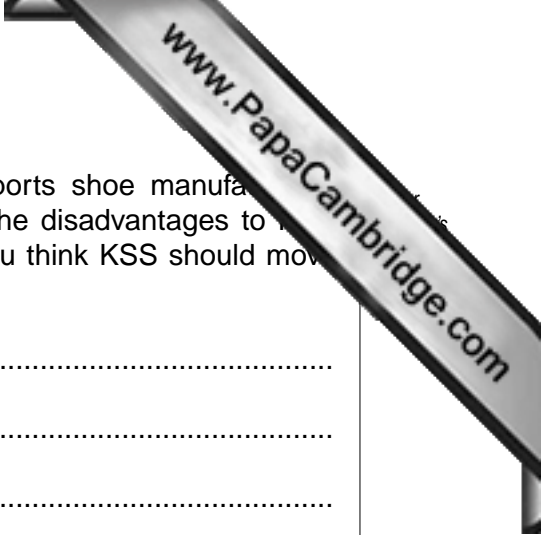 www.PapaCambridge.com
ports shoe manufa
he disadvantages to
u think KSS should mov